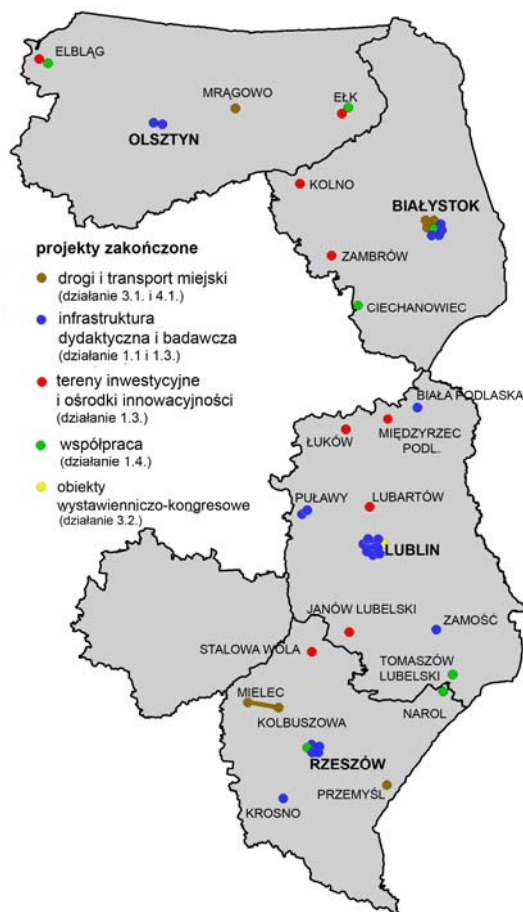 ELBLĄG
MRĄGOWO
EŁK
OLSZTYN
KOLNO
BIAŁYSTOK
projekty zakończone
ZAMBRÓW
drogi i transport miejski
(działanie 3.1. i 4.1.)
CIECHANOWIEC
infrastruktura
dydaktyczna i badawcza
(działanie 1.1 i 1.3.)
tereny inwestycyjne
i ośrodki innowacyjności
(działanie 1.3.)
BIAŁA PODLASKA
ŁUKÓW
MIĘDZYRZEC
PODL.
współpraca
(działanie 1.4.)
obiekty
wystawienniczo-kongresowe
(działanie 3.2.)
PUŁAWY
LUBARTÓW
LUBLIN
JANÓW LUBELSKI
ZAMOŚĆ
STALOWA WOLA
TOMASZÓW
LUBELSKI
MIELEC
NAROL
KOLBUSZOWA
RZESZÓW
PRZEMYŚL
KROSNO